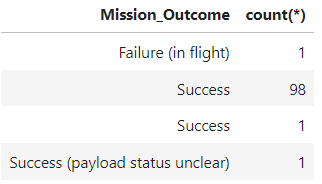 Mission_Outcome count(*)
Failure (in flight) 1
Success 98
Success 1
Success (payload status unclear) 1